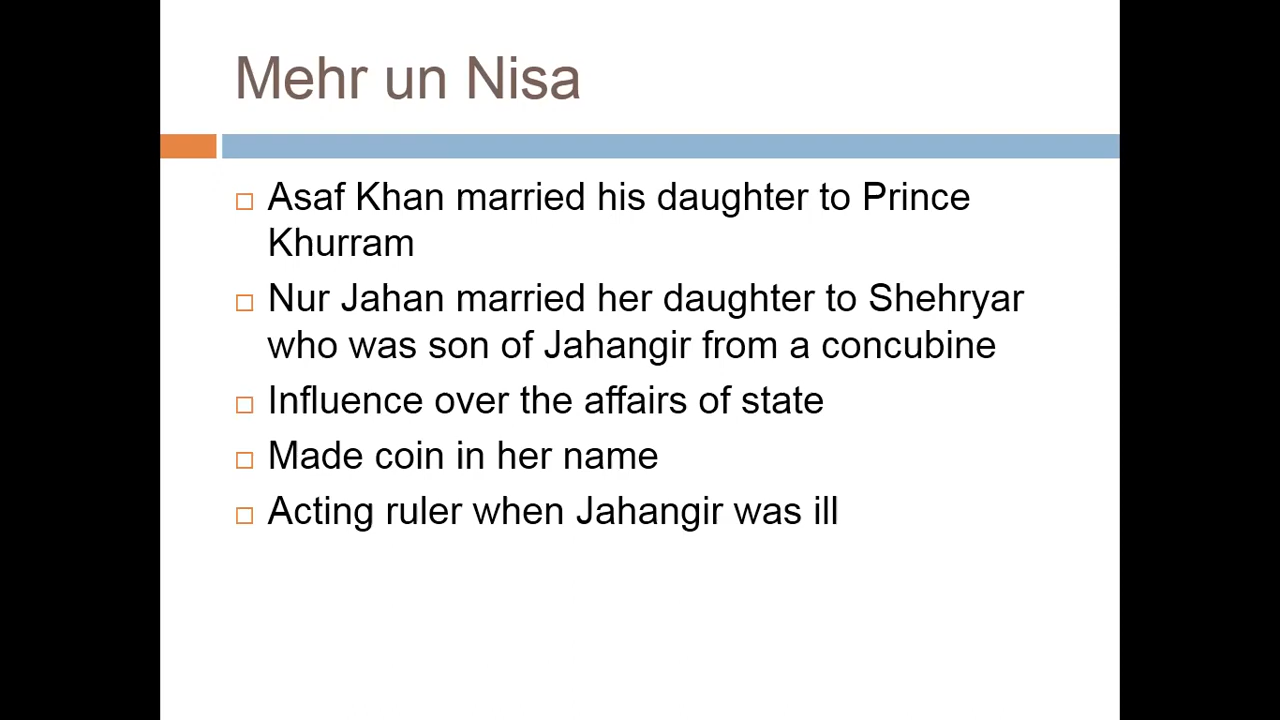 Mehr un Nisa
Asaf Khan married his daughter to Prince
Khurram
Nur Jahan married her daughter to Shehryar
who was son of Jahangir from a concubine
Influence over the affairs of state
Made coin in her name
Acting ruler when Jahangir was ill